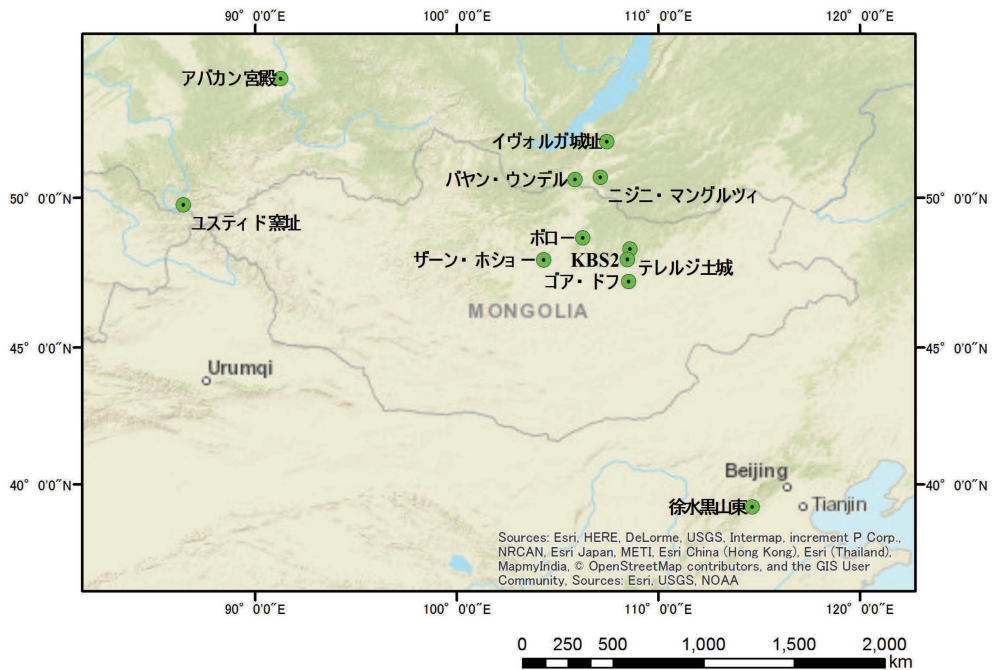 90° 0'0"E
100° 0'0"E
110° 0'0"E
120° 0'0"E
アバカン宮殿
イヴォルガ城址
バヤン・ウンデル
50° 0'0"N
50° 0'0"N
ニジニ・マングルツィ
ユスティド窯址
ボロー
ザーン・ホショー
KBS2
テレルジ土城
ゴア・ドフ
MONGOLIA
45° 0'0"N
45° 0'0"N
Urumqi
Beijing
40° 0'0"N
40° 0'0"N
徐水黒山東
Tianjin
Sources: Esri, HERE, DeLorme, USGS, Intermap, increment P Corp.,
NRCAN, Esri Japan, METI, Esri China (Hong Kong), Esri (Thailand),
MapmyIndia, © OpenStreetMap contributors, and the GIS User
Community, Sources: Esri, USGS, NOAA
90° 0'0"E
100° 0'0"E
110° 0'0"E
120° 0'0"E
0 250 500 1,000 1,500 2,000
km